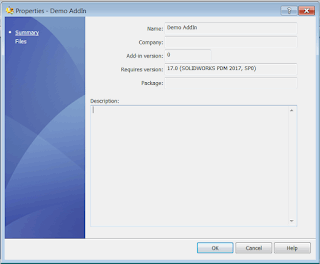 Properties - Demo AddIn
Summary
Files
Name: Demo AddIn
Company:
Add-in version: 0
Requires version: 17.0 (SOLIDWORKS PDM 2017, SP0)
Package:
Description:
OK Cancel Help